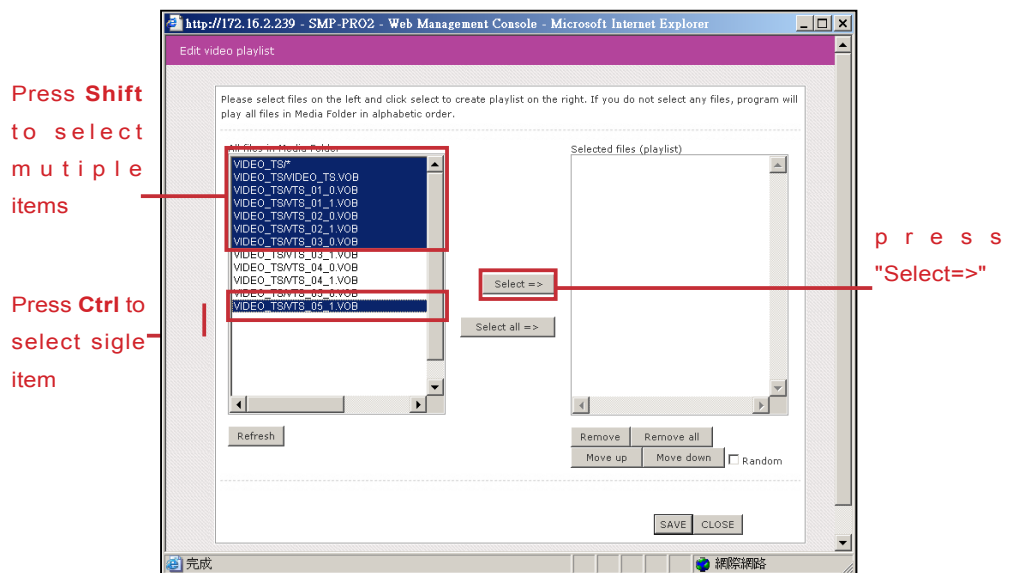 http://172.16.2.239 - SMP-PRO2 - Web Management Console - Microsoft Internet Explorer
Edit video playlist
Press Shift
to select
mutiple
items
Please select files on the left and click select to create playlist on the right. If you do not select any files, program will
play all files in Media Folder in alphabetic order.
All files in Media Folder
VIDEO_TS/*
VIDEO_TS/VIDEO_TS.VOB
VIDEO_TS/VTS_01_0.VOB
VIDEO_TS/VTS_01_1.VOB
VIDEO_TS/VTS_02_0.VOB
VIDEO_TS/VTS_02_1.VOB
VIDEO_TS/VTS_03_0.VOB
VIDEO_TS/VTS_03_1.VOB
VIDEO_TS/VTS_04_0.VOB
VIDEO_TS/VTS_04_1.VOB
VIDEO_TS/VTS_05_0.VOB
VIDEO_TS/VTS_05_1.VOB
Press Ctrl to
select sigle
item
Refresh
Select =>
Select all =>
Selected files (playlist)
press
"Select=>"
Remove Remove all
Move up Move down Random
SAVE CLOSE
完成 網際網路